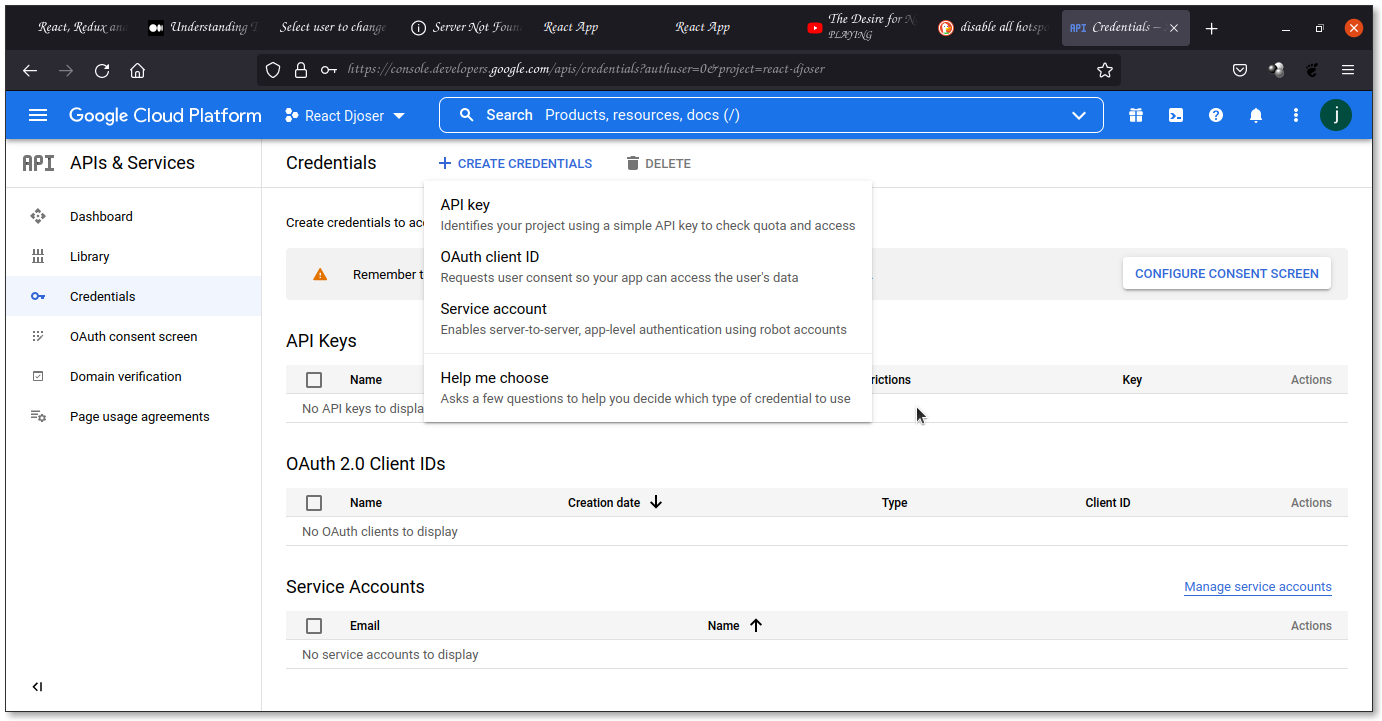 React, Redux and
Understanding
Select user to change
Server Not Foun
React App
React App
The Desire for N
PLAYING
disable all hotspo
API Credentials –
https://console.developers.google.com/apis/credentials?authuser=0&project=react-djoser
Google Cloud Platform
React Djoser
Search Products, resources, docs (/)
j
API APIs & Services
Credentials
CREATE CREDENTIALS
DELETE
Dashboard
Library
Credentials
OAuth consent screen
Domain verification
Page usage agreements
API key
Identifies your project using a simple API key to check quota and access
OAuth client ID
Requests user consent so your app can access the user's data
Service account
Enables server-to-server, app-level authentication using robot accounts
Help me choose
Asks a few questions to help you decide which type of credential to use
Create credentials to acc
Remember t
CONFIGURE CONSENT SCREEN
API Keys
Name
rictions
Key
Actions
No API keys to displa
OAuth 2.0 Client IDs
Name
Creation date
Type
Client ID
Actions
No OAuth clients to display
Service Accounts
Manage service accounts
Email
Name
Actions
No service accounts to display